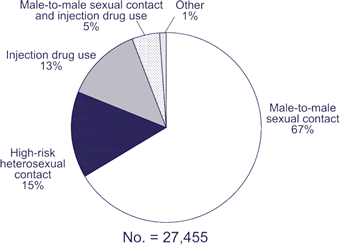 Male-to-male sexual contact
and injection drug use
5%
Other
1%
Injection drug use
13%
Male-to-male
sexual contact
67%
High-risk
heterosexual
contact
15%
No. = 27,455